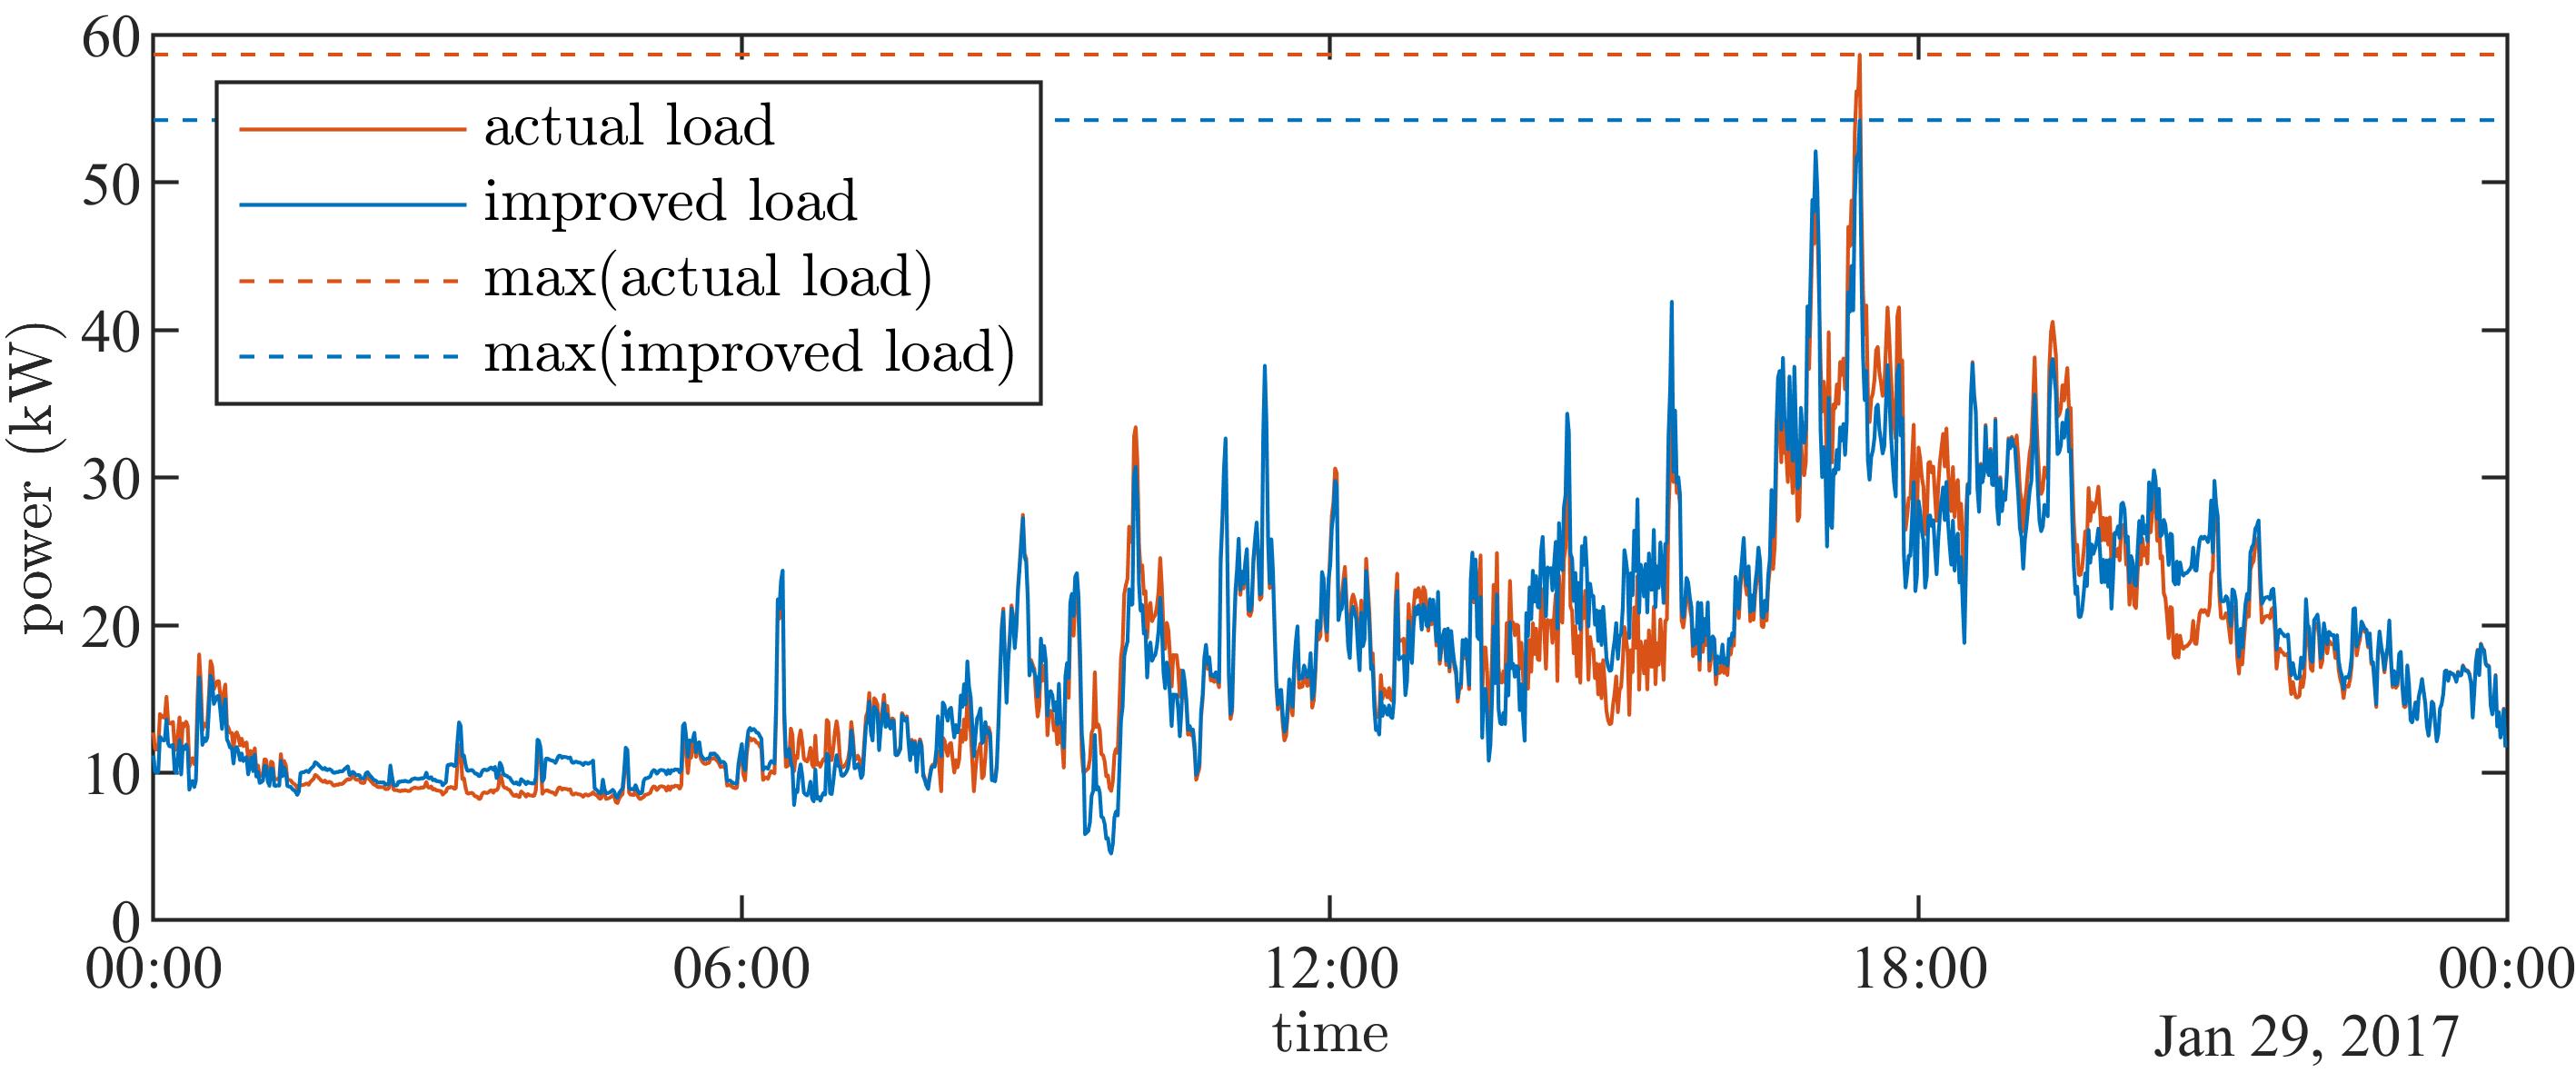 60
50
40
30
20
10
0
power (kW)
actual load
improved load
max(actual load)
max(improved load)
00:00 06:00 12:00 18:00 00:00
time
Jan 29, 2017